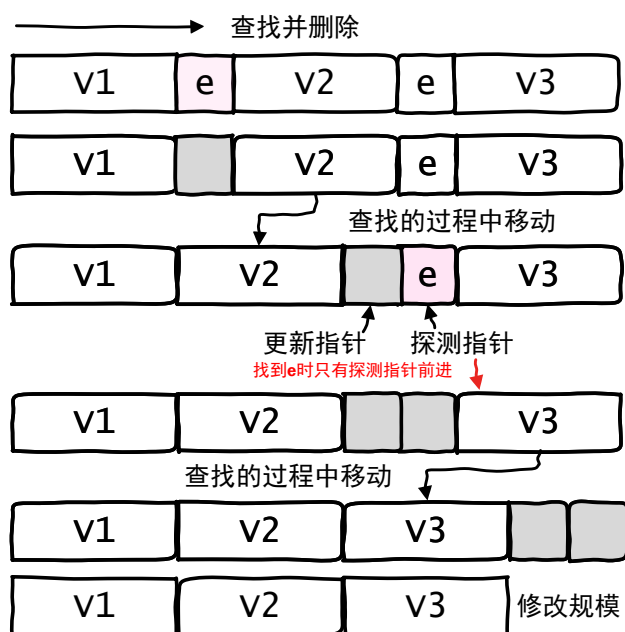 查找并删除
V1 e V2 e V3
V1 V2 e V3
查找的过程中移动
V1 V2 e V3
更新指针 探测指针
找到e时只有探测指针前进
V1 V2 V3
查找的过程中移动
V1 V2 V3
V1 V2 V3 修改规模